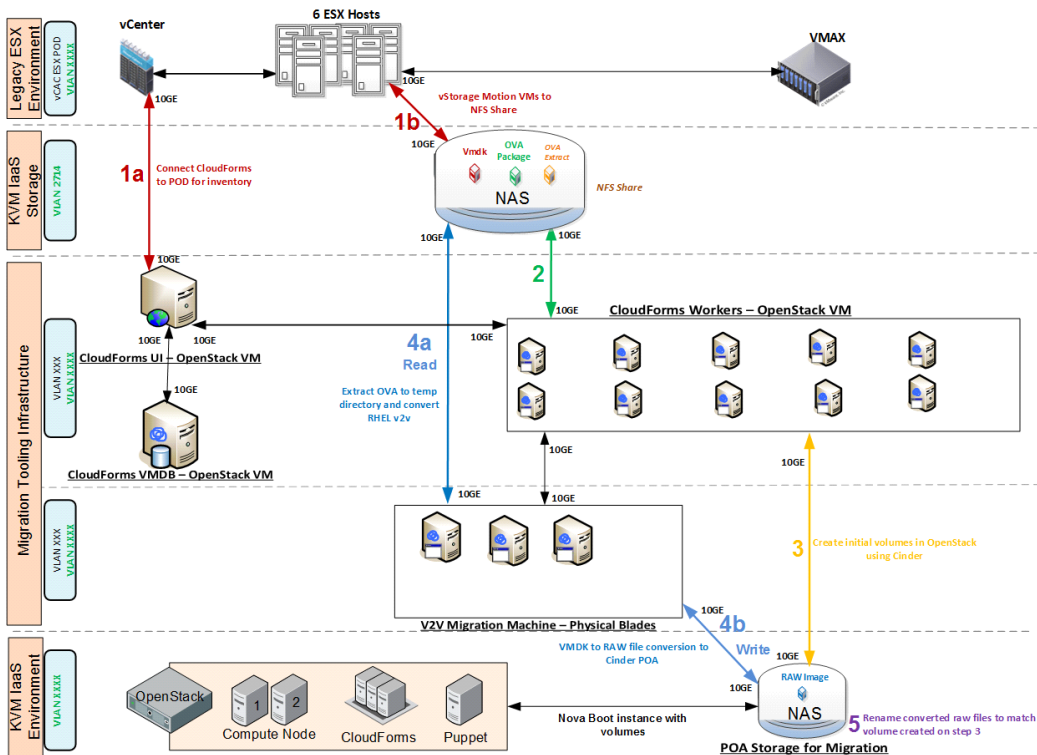 Legacy ESX
Environment
vCAC ESX POD
VLAN XXXX
vCenter
6 ESX Hosts
VMAX
10GE
10GE
10GE
10GE
10GE
vStorage Motion VMs to
NFS Share
1b
10GE
KVM IaaS
Storage
VLAN 2714
1a
Connect CloudForms
to POD for inventory
Vmdk
OVA
Package
OVA
Extract
NAS
NFS Share
10GE
10GE
10GE
2
Migration Tooling Infrastructure
VLAN XXX
VLAN XXXX
10GE
CloudForms Workers – OpenStack VM
10GE
10GE
10GE
CloudForms UI – OpenStack VM
4a
Read
10GE
Extract OVA to temp
directory and convert
RHEL v2v
CloudForms VMDB – OpenStack VM
10GE
10GE
VLAN XXX
VLAN XXXX
10GE
10GE
3
Create initial volumes in OpenStack
using Cinder
V2V Migration Machine – Physical Blades
10GE
4b
Write
VMDK to RAW file conversion to
Cinder POA
10GE
10GE
KVM IaaS
Environment
VLAN XXXX
OpenStack
1
2
Compute Node
CloudForms
Puppet
Nova Boot instance with
volumes
RAW Image
NAS
5
Rename converted raw files to match
volume created on step 3
POA Storage for Migration